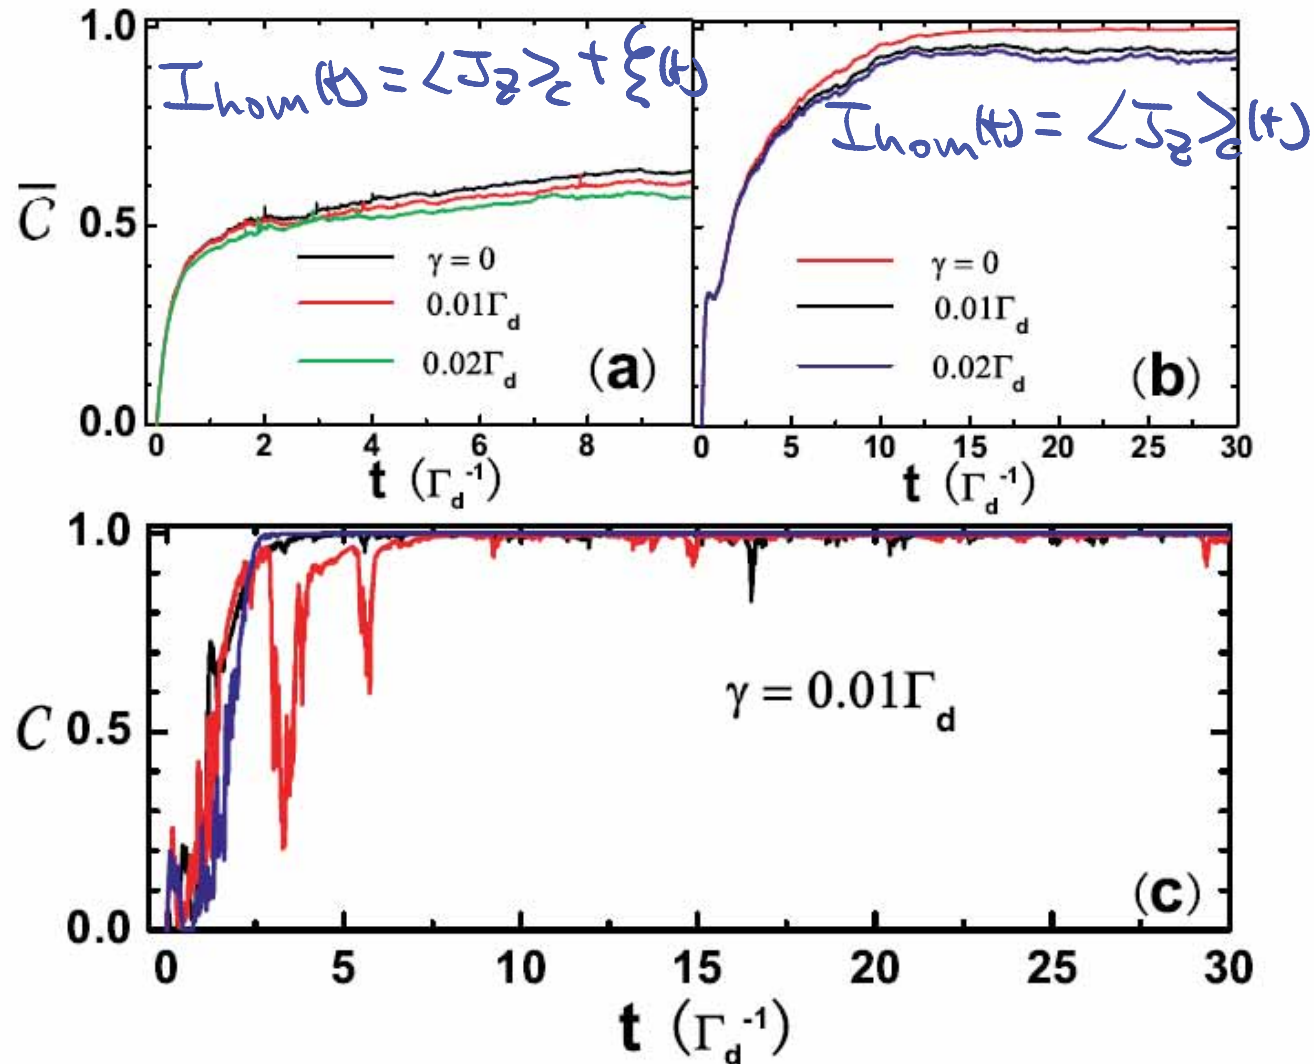 1.0
I_hom(t) = <J_z>_c + ξ(t)
I_hom(t) = <J_z>_c(t)
C̄
0.5
γ = 0
0.01Γ_d
0.02Γ_d
(a)
0.0
0 2 4 6 8
t (Γ_d^-1)
γ = 0
0.01Γ_d
0.02Γ_d
(b)
0 5 10 15 20 25 30
t (Γ_d^-1)
1.0
γ = 0.01Γ_d
C 0.5
(c)
0.0
0 5 10 15 20 25 30
t (Γ_d^-1)